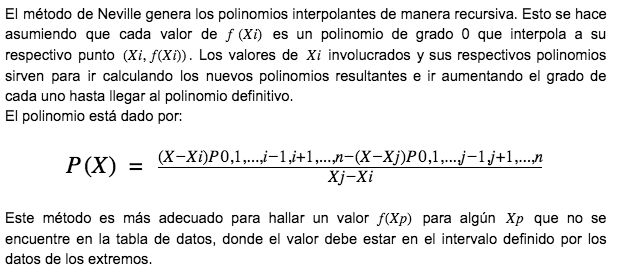 El método de Neville genera los polinomios interpolantes de manera recursiva. Esto se hace
asumiendo que cada valor de f (Xi) es un polinomio de grado 0 que interpola a su
respectivo punto (Xi, f(Xi)). Los valores de Xi involucrados y sus respectivos polinomios
sirven para ir calculando los nuevos polinomios resultantes e ir aumentando el grado de
cada uno hasta llegar al polinomio definitivo.
El polinomio está dado por:
P(X) = (X−Xi)P0,1,...,i−1,i+1,...,n−(X−Xj)P0,1,...,j−1,j+1,...,n
Xj−Xi
Este método es más adecuado para hallar un valor f(Xp) para algún Xp que no se
encuentre en la tabla de datos, donde el valor debe estar en el intervalo definido por los
datos de los extremos.